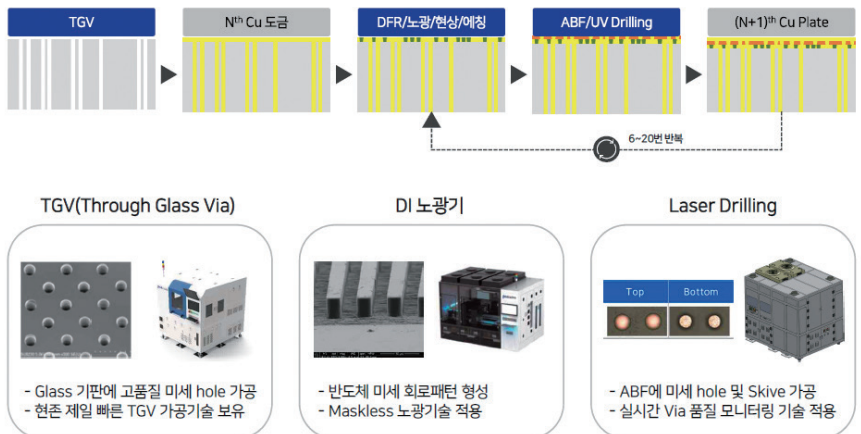 TGV
Nth Cu 도금
DFR/노광/현상/에칭
ABF/UV Drilling
(N+1)th Cu Plate
6~20번 반복
TGV(Through Glass Via)
DI 노광기
Laser Drilling
Top
Bottom
- Glass 기판에 고품질 미세 hole 가공
- 현존 제일 빠른 TGV 가공기술 보유
- 반도체 미세 회로패턴 형성
- Maskless 노광기술 적용
- ABF에 미세 hole 및 Skive 가공
- 실시간 Via 품질 모니터링 기술 적용